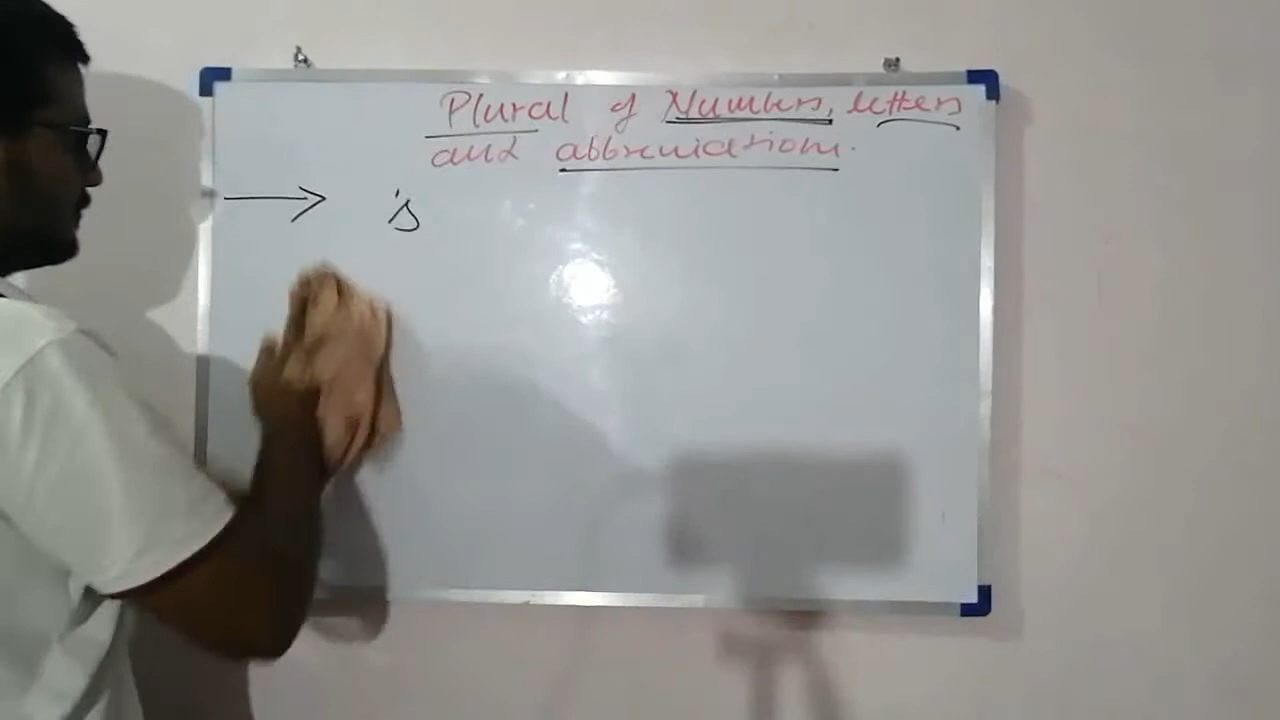 Plural of Numbers, letters
and abbreviations.
→ 's